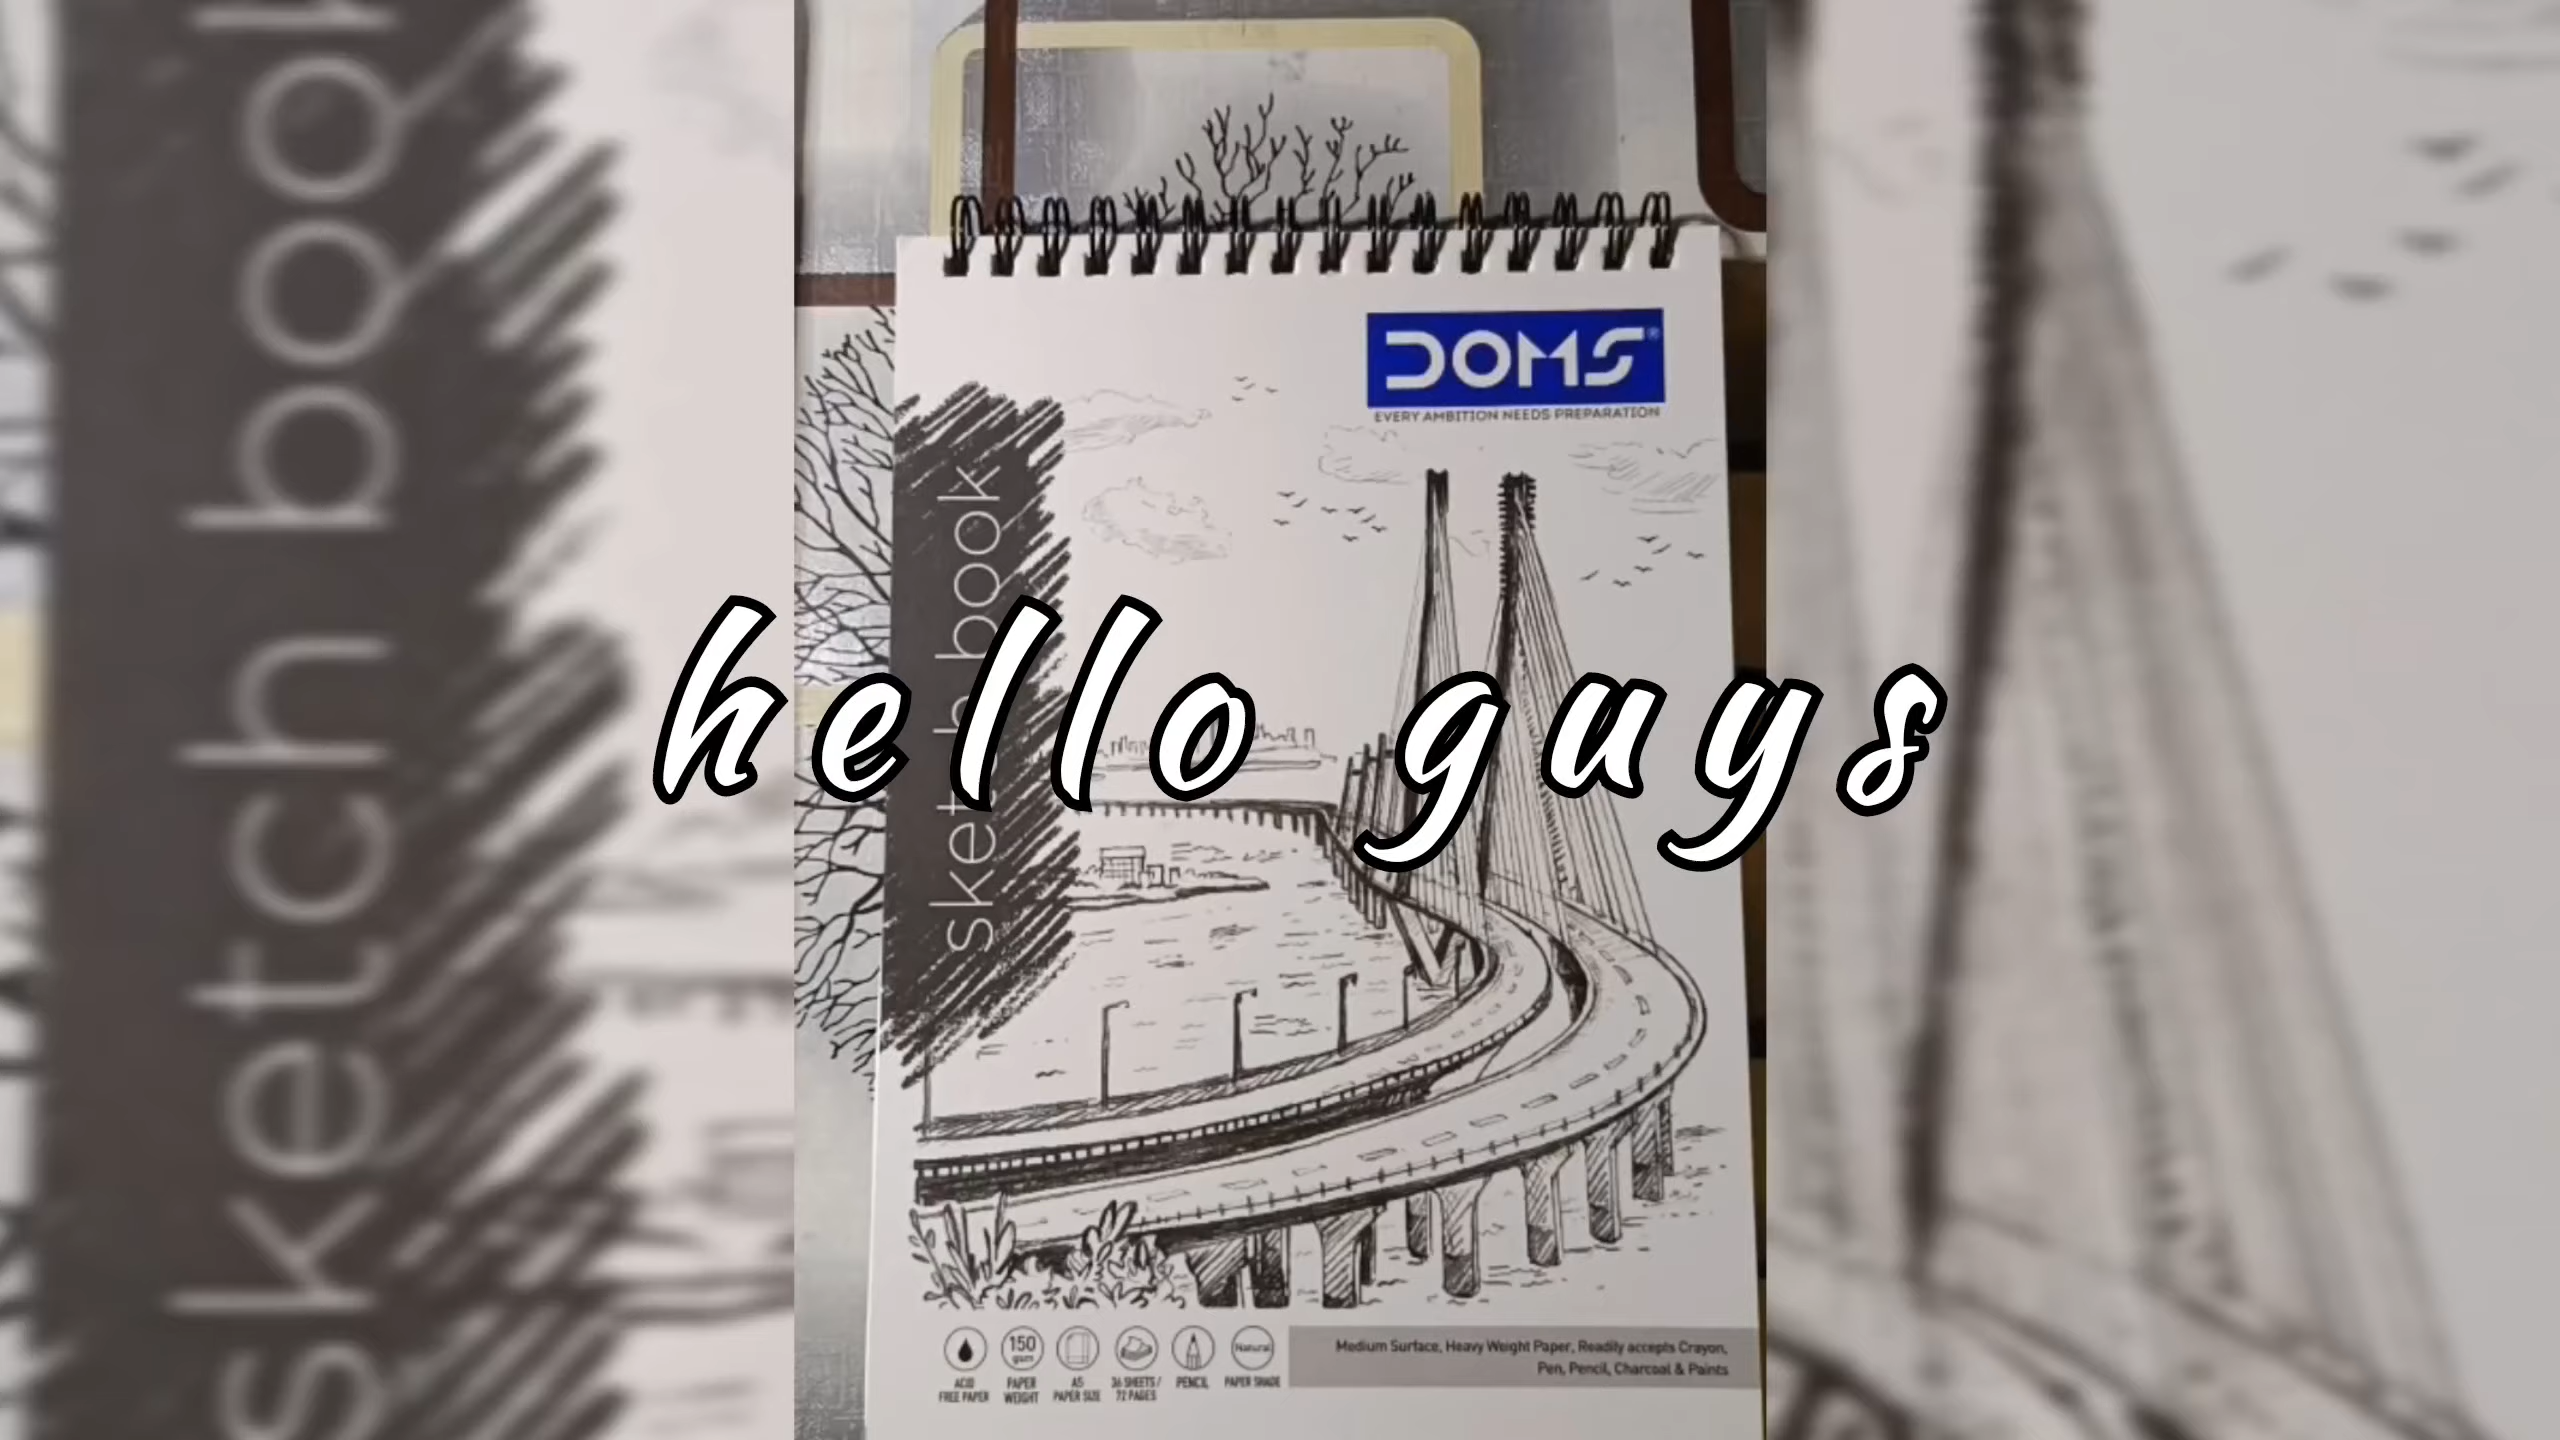 DOMS®
EVERY AMBITION NEEDS PREPARATION
sketch book
hello guys
ACID
FREE PAPER
150
gsm
PAPER
WEIGHT
A5
PAPER SIZE
36 SHEETS /
72 PAGES
PENCIL
Natural
PAPER SHADE
Medium Surface, Heavy Weight Paper, Readily accepts Crayon,
Pen, Pencil, Charcoal & Paints
sketch book